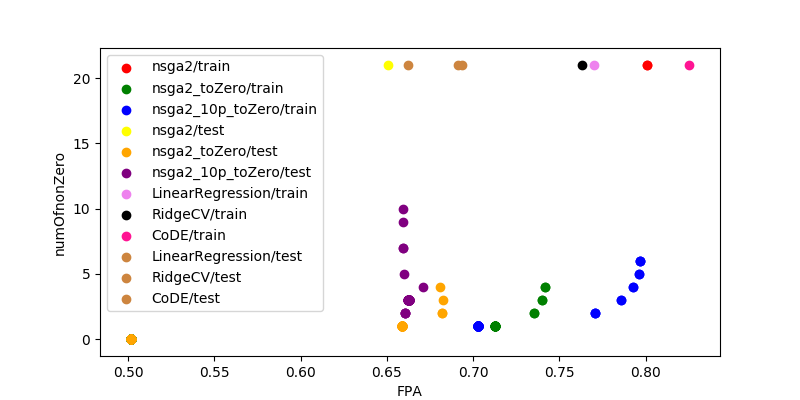 nsga2/train
nsga2_toZero/train
nsga2_10p_toZero/train
nsga2/test
nsga2_toZero/test
nsga2_10p_toZero/test
LinearRegression/train
RidgeCV/train
CoDE/train
LinearRegression/test
RidgeCV/test
CoDE/test
numOfnonZero
20
15
10
5
0
0.50
0.55
0.60
0.65
0.70
0.75
0.80
FPA